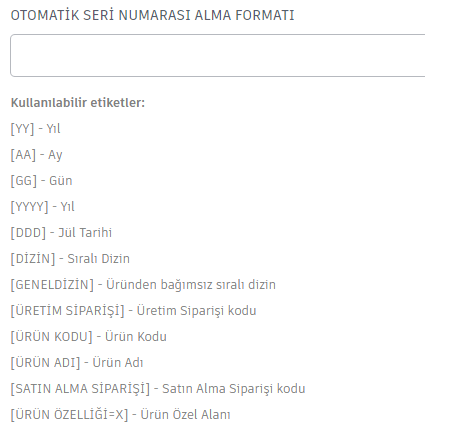 OTOMATİK SERİ NUMARASI ALMA FORMATI
Kullanılabilir etiketler:
[YY] - Yıl
[AA] - Ay
[GG] - Gün
[YYYY] - Yıl
[DDD] - Jül Tarihi
[DİZİN] - Sıralı Dizin
[GENELDİZİN] - Üründen bağımsız sıralı dizin
[ÜRETİM SİPARİŞİ] - Üretim Siparişi kodu
[ÜRÜN KODU] - Ürün Kodu
[ÜRÜN ADI] - Ürün Adı
[SATIN ALMA SİPARİŞİ] - Satın Alma Siparişi kodu
[ÜRÜN ÖZELLİĞİ=X] - Ürün Özel Alanı